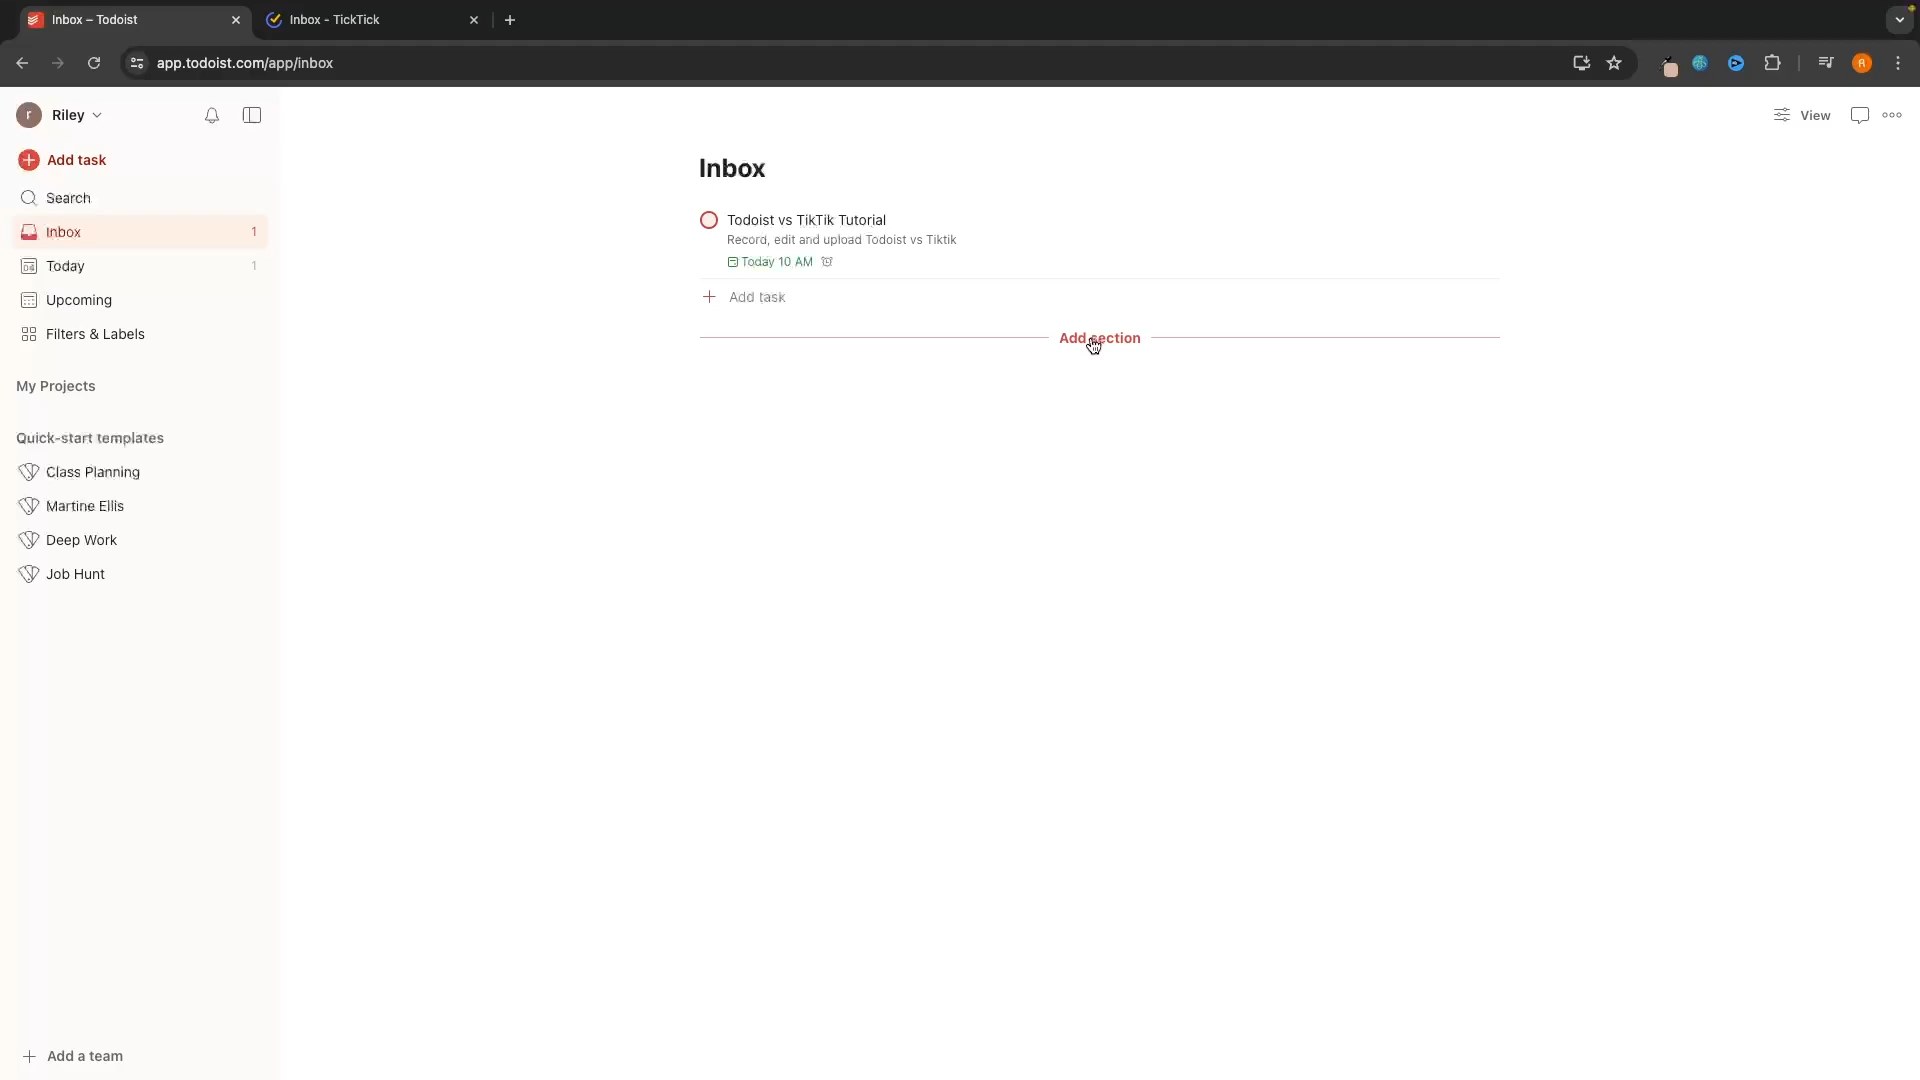 Inbox – Todoist
Inbox - TickTick
app.todoist.com/app/inbox
R
r
Riley
View
Add task
Search
Inbox 1
Today 1
Upcoming
Filters & Labels
My Projects
Quick-start templates
Class Planning
Martine Ellis
Deep Work
Job Hunt
Add a team
Inbox
Todoist vs TikTik Tutorial
Record, edit and upload Todoist vs Tiktik
Today 10 AM
Add task
Add section